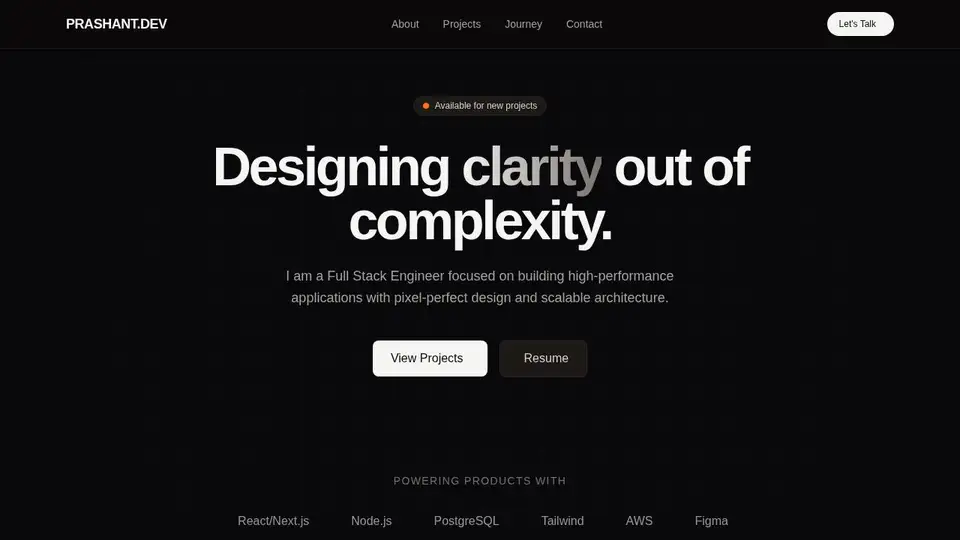 PRASHANT.DEV
About
Projects
Journey
Contact
Let's Talk
Available for new projects
Designing clarity out of
complexity.
I am a Full Stack Engineer focused on building high-performance
applications with pixel-perfect design and scalable architecture.
View Projects
Resume
POWERING PRODUCTS WITH
React/Next.js
Node.js
PostgreSQL
Tailwind
AWS
Figma